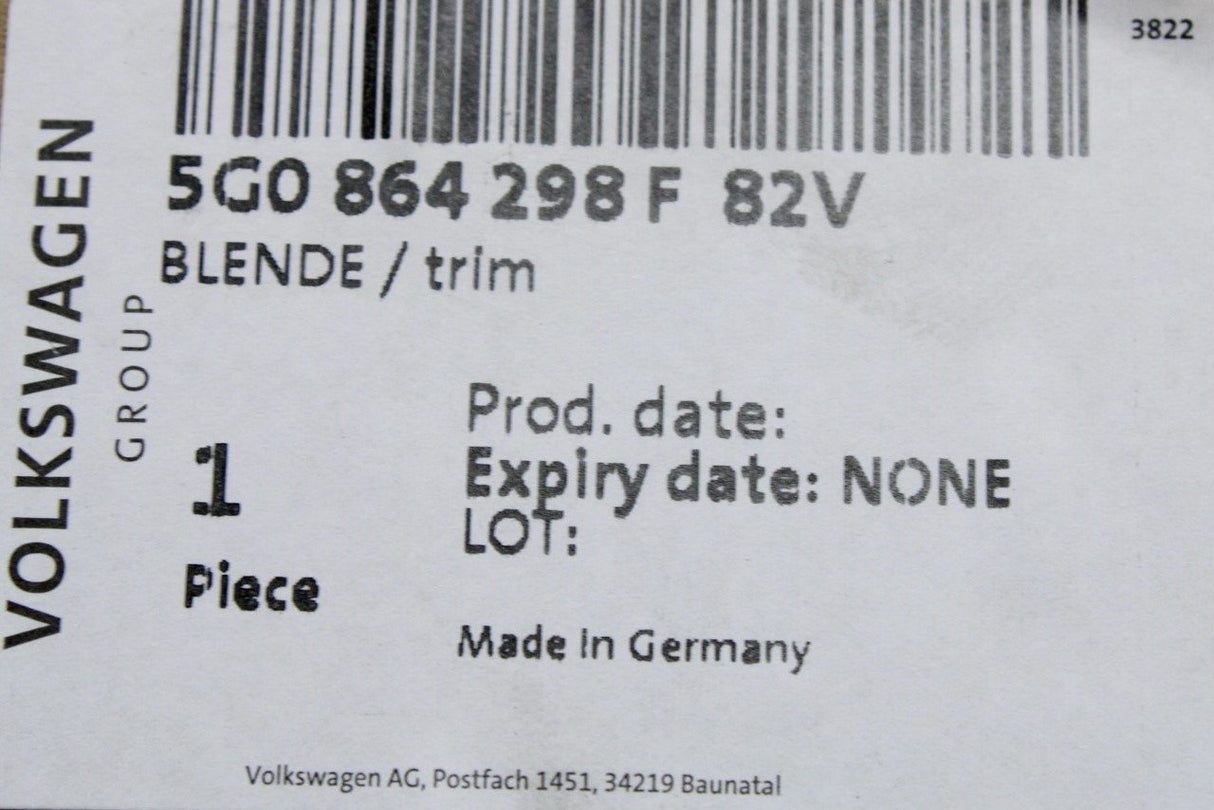 3822
5G0 864 298 F 82V
BLENDE / trim
VOLKSWAGEN
GROUP
Prod. date:
Expiry date: NONE
LOT:
1
Piece
Made In Germany
Volkswagen AG, Postfach 1451, 34219 Baunatal